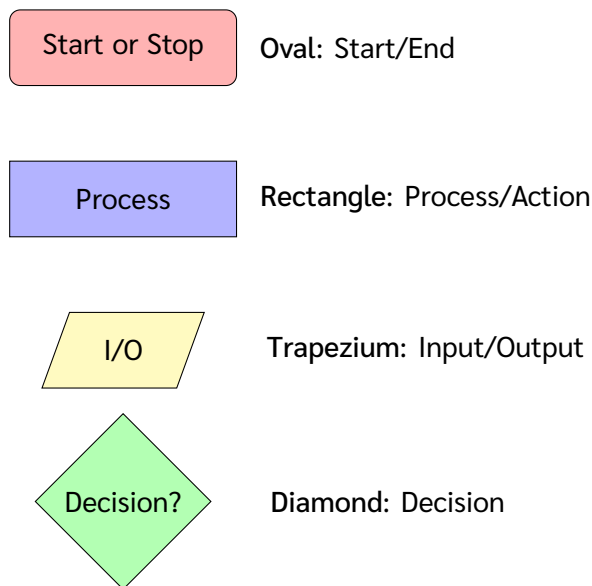 Start or Stop
Oval: Start/End
Process
Rectangle: Process/Action
I/O
Trapezium: Input/Output
Decision?
Diamond: Decision